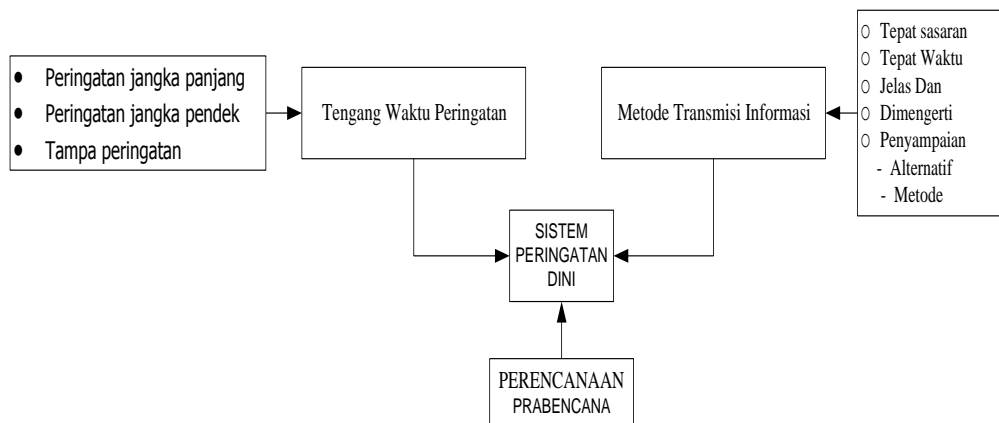 • Peringatan jangka panjang
• Peringatan jangka pendek
• Tampa peringatan
Tengang Waktu Peringatan
Metode Transmisi Informasi
○ Tepat sasaran
○ Tepat Waktu
○ Jelas Dan
○ Dimengerti
○ Penyampaian
- Alternatif
- Metode
SISTEM
PERINGATAN
DINI
PERENCANAAN
PRABENCANA